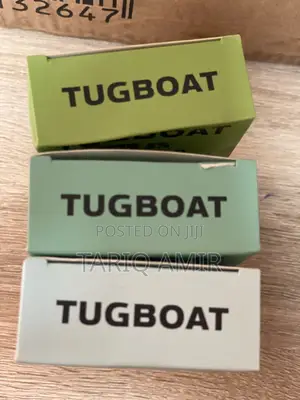 32647
TUGBOAT
TUGBOAT
POSTED ON JIJI
TARIQ AMIR
TUGBOAT